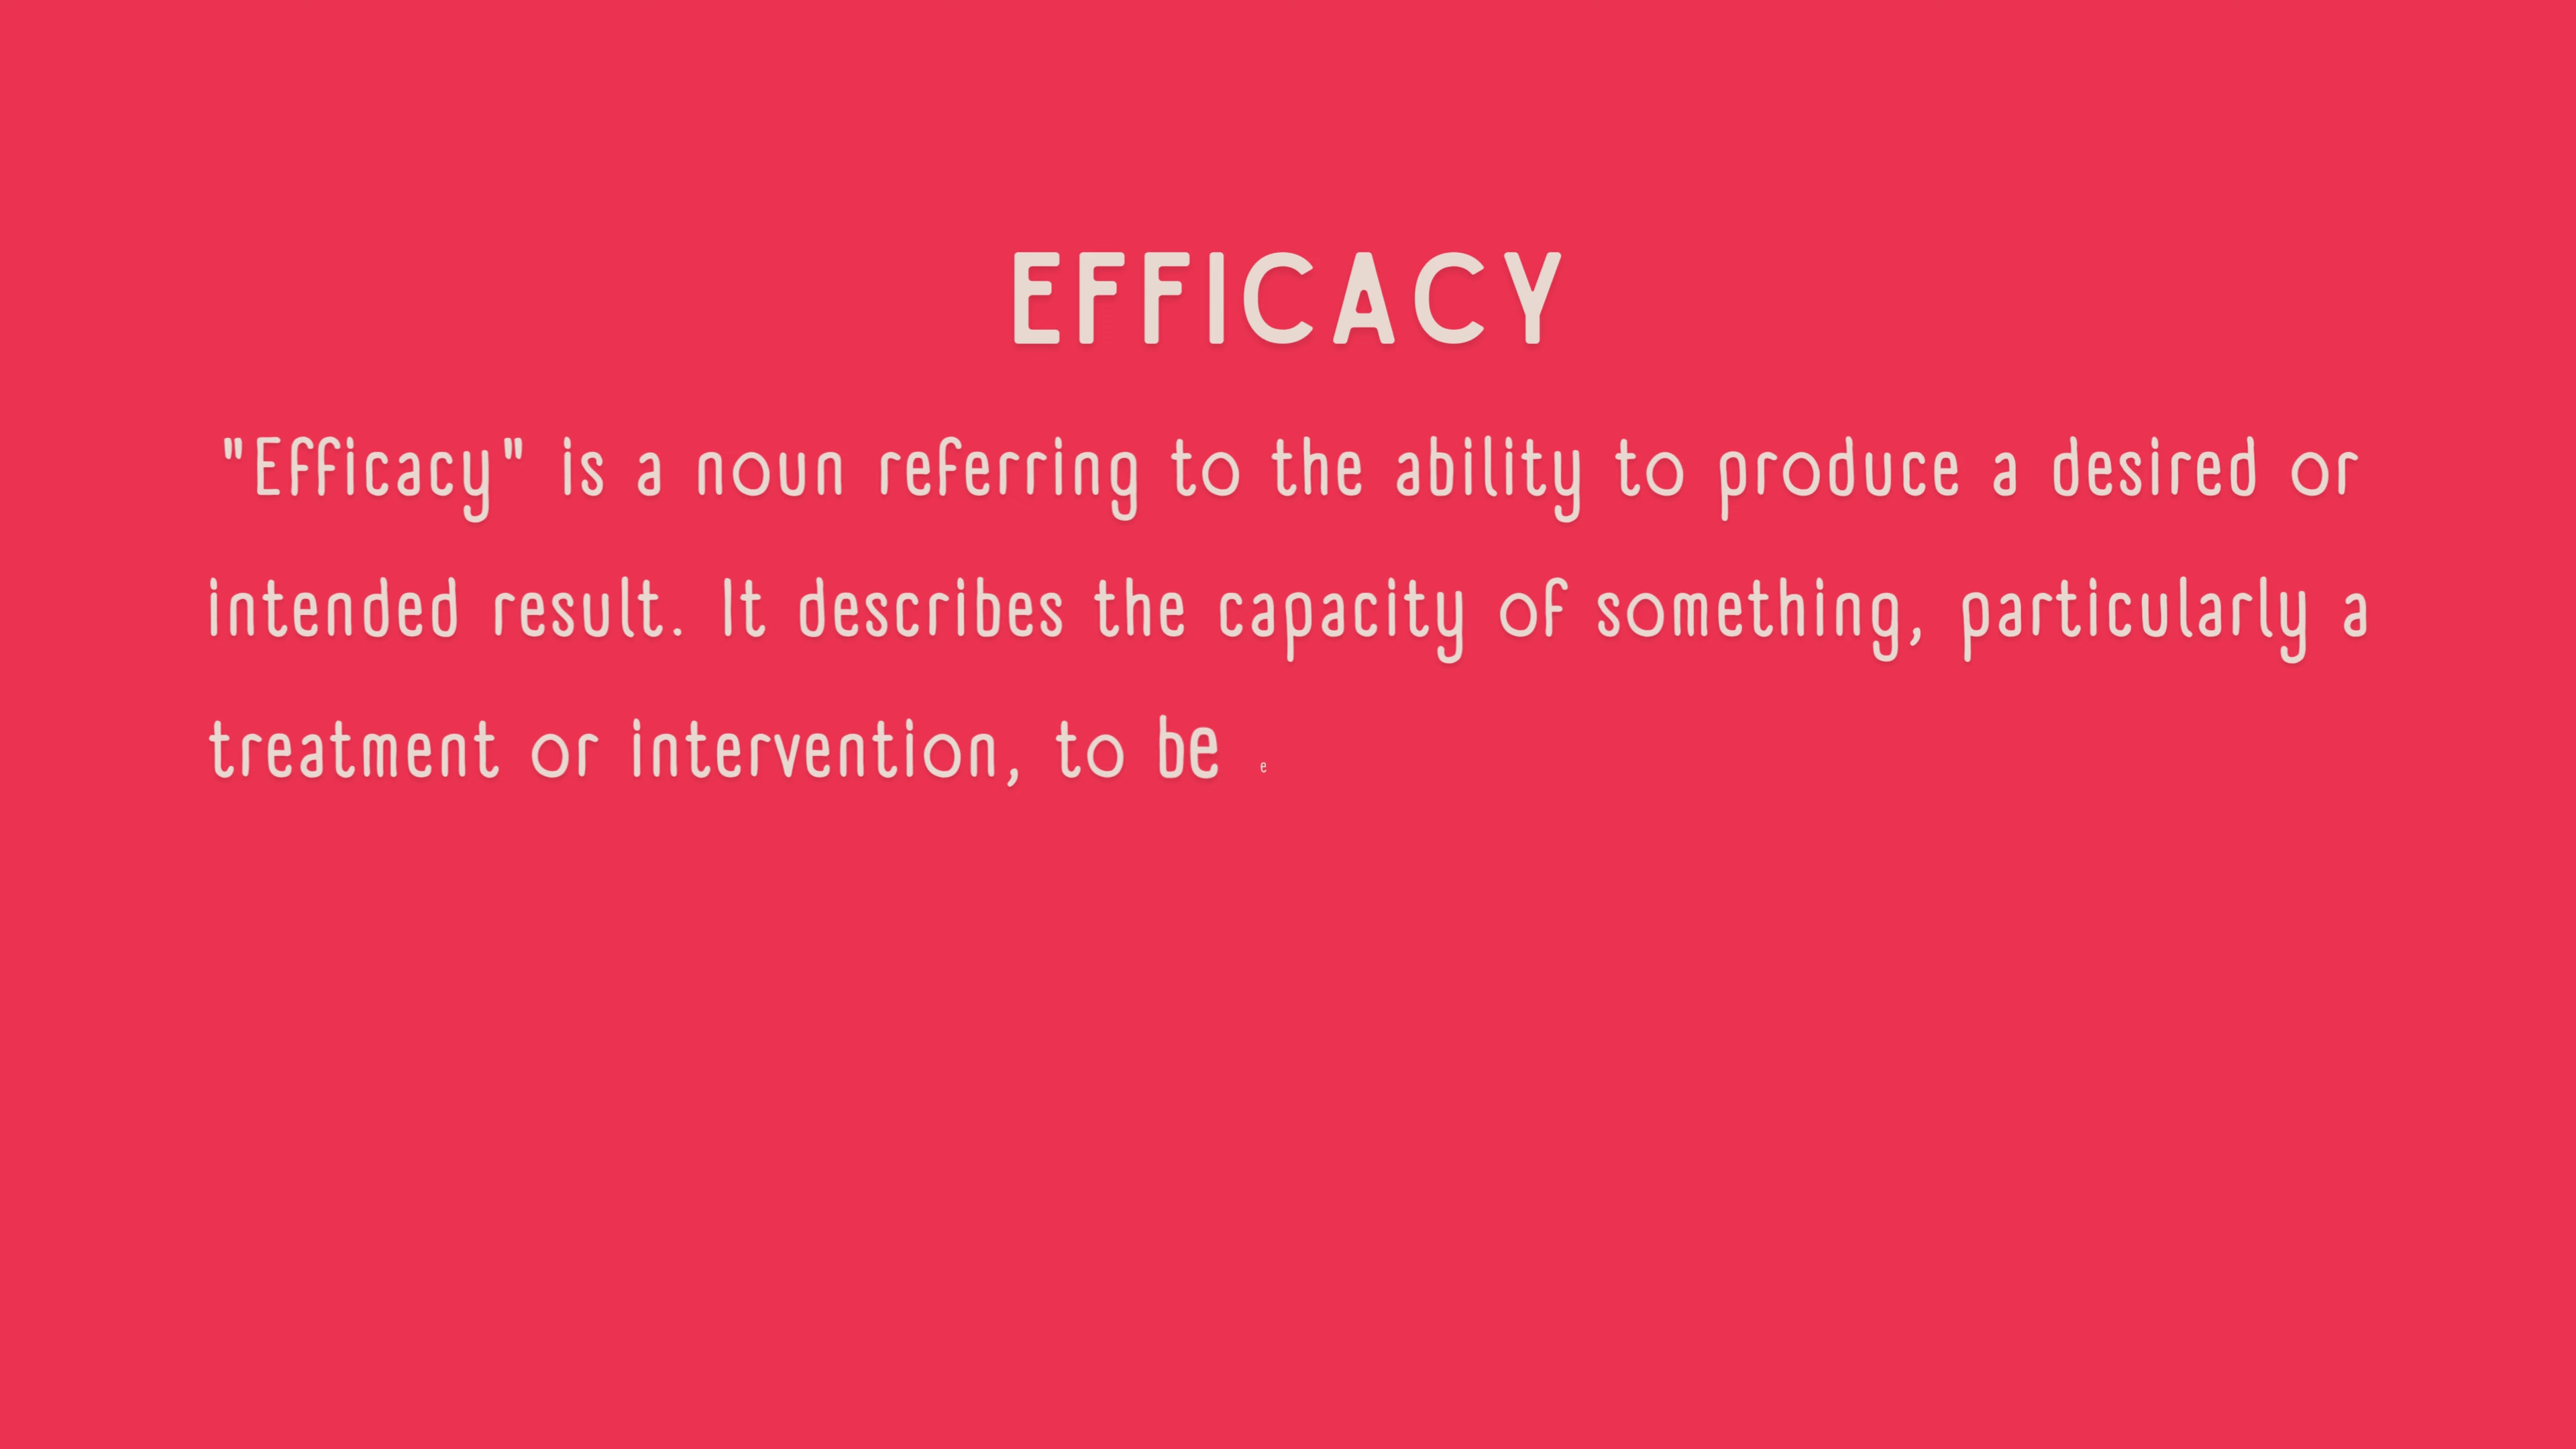 EFFICACY
"Efficacy" is a noun referring to the ability to produce a desired or
intended result. It describes the capacity of something, particularly a
treatment or intervention, to be e